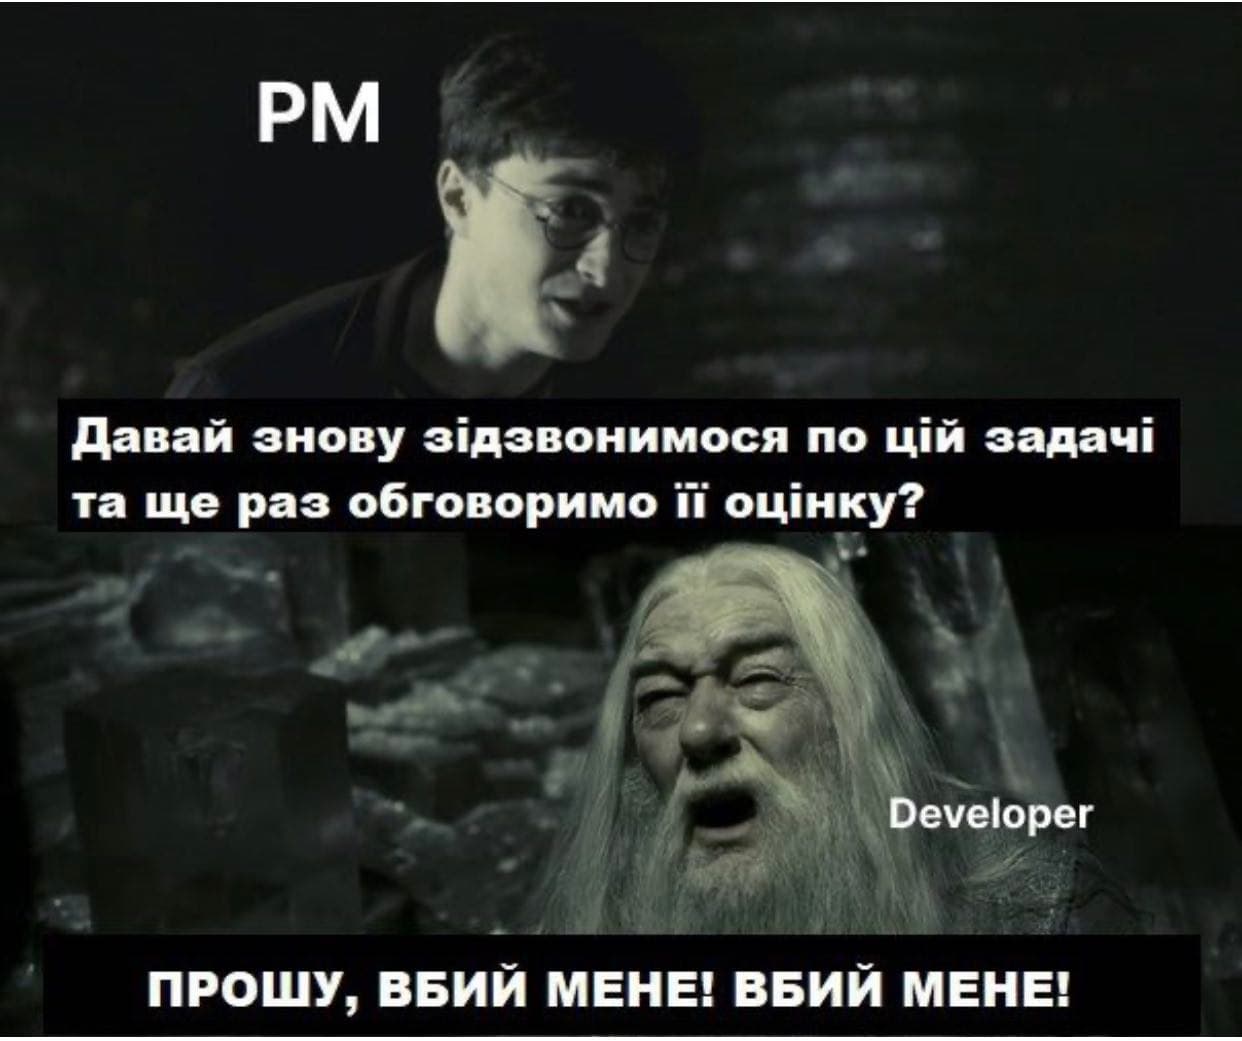 PM
Давай знову зідзвонимося по цій задачі
та ще раз обговоримо її оцінку?
Developer
ПРОШУ, ВБИЙ МЕНЕ! ВБИЙ МЕНЕ!